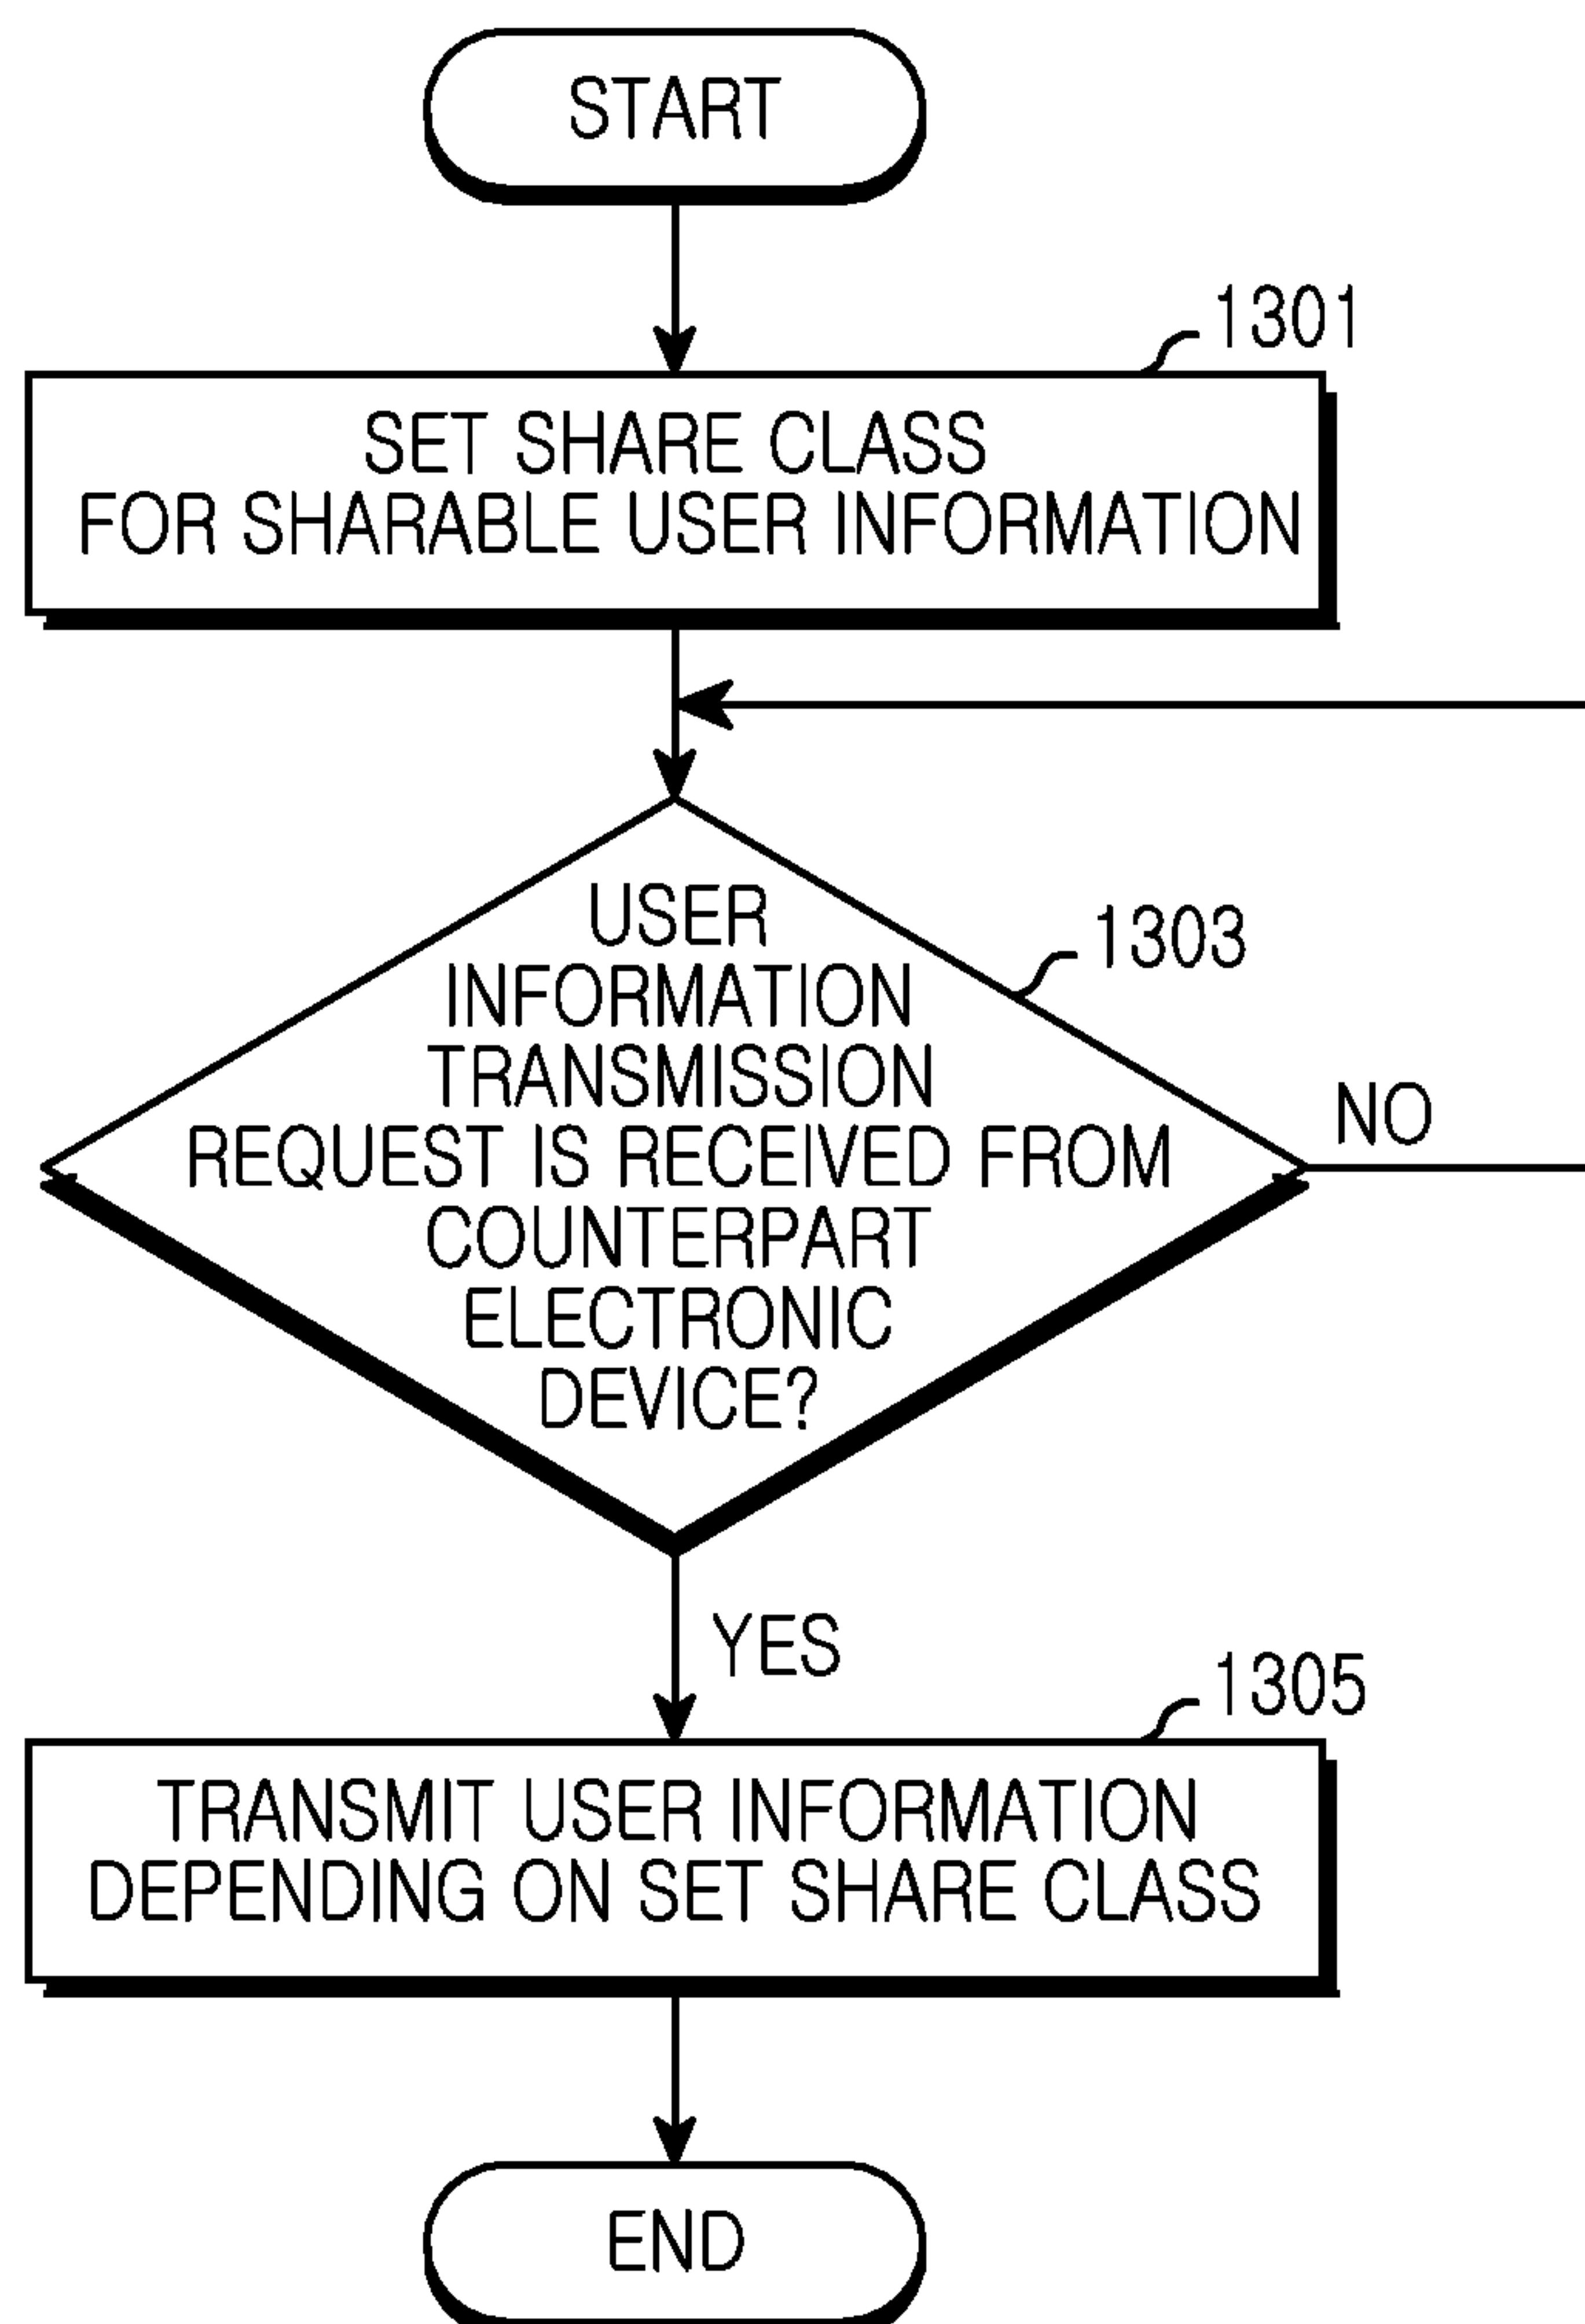 START
1301
SET SHARE CLASS
FOR SHARABLE USER INFORMATION
USER
INFORMATION
TRANSMISSION
REQUEST IS RECEIVED FROM
COUNTERPART
ELECTRONIC
DEVICE?
1303
NO
YES
1305
TRANSMIT USER INFORMATION
DEPENDING ON SET SHARE CLASS
END